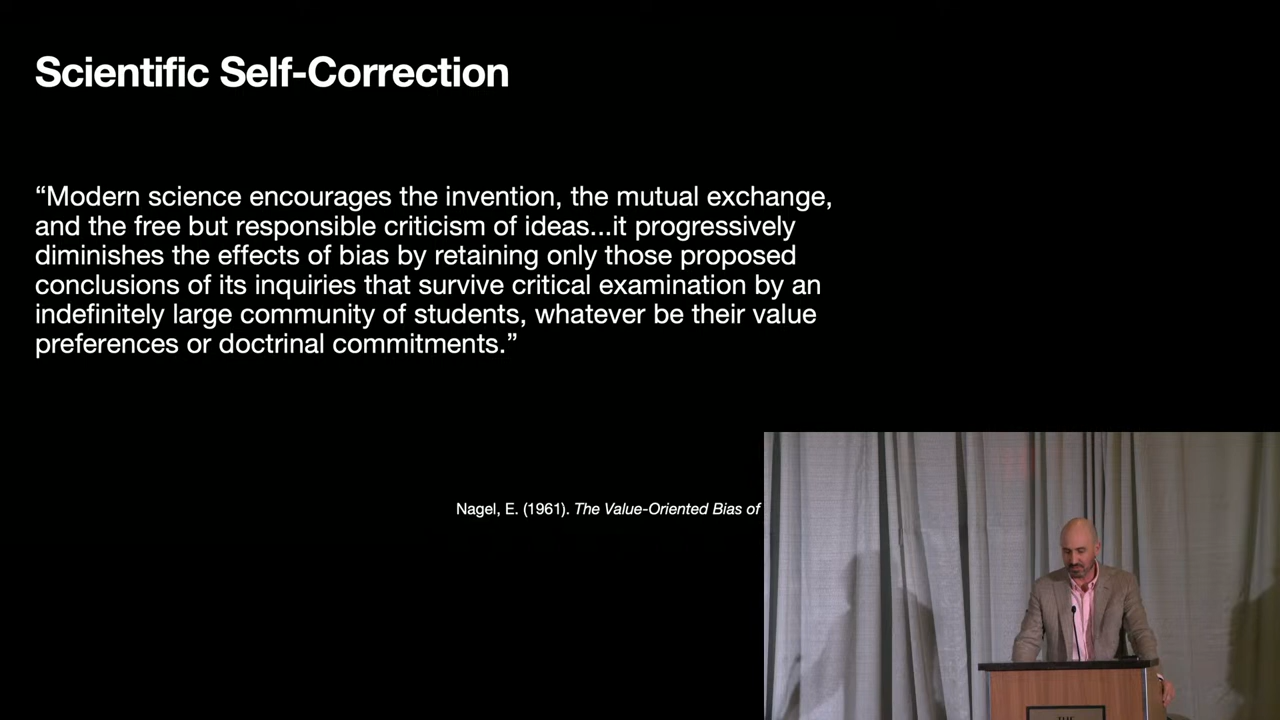 Scientific Self-Correction
“Modern science encourages the invention, the mutual exchange,
and the free but responsible criticism of ideas...it progressively
diminishes the effects of bias by retaining only those proposed
conclusions of its inquiries that survive critical examination by an
indefinitely large community of students, whatever be their value
preferences or doctrinal commitments.”
Nagel, E. (1961). The Value-Oriented Bias of
THE